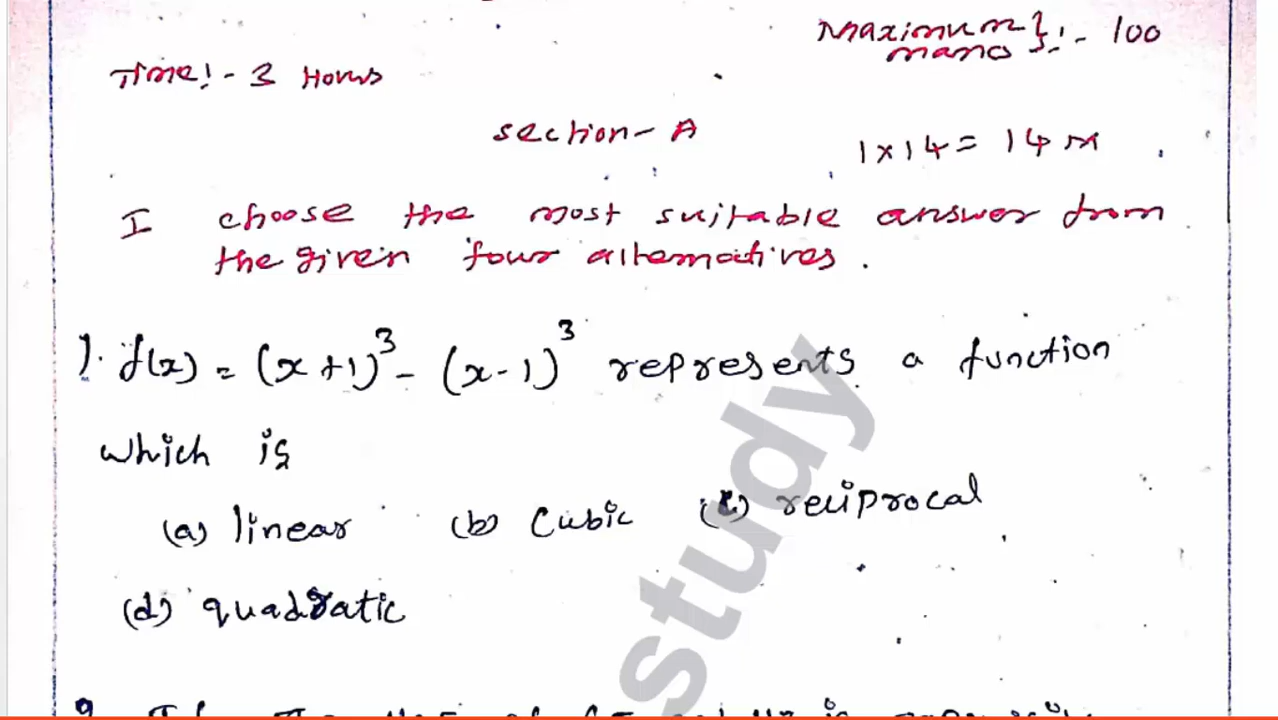 Maximum } :- 100
marks
Time:- 3 Hours
Section - A
1 x 14 = 14 M
I choose the most suitable answer from
the given four alternatives.
1. f(x) = (x+1)³ - (x-1)³ represents a function
which is
(a) linear (b) Cubic (c) reciprocal
(d) quadratic
study